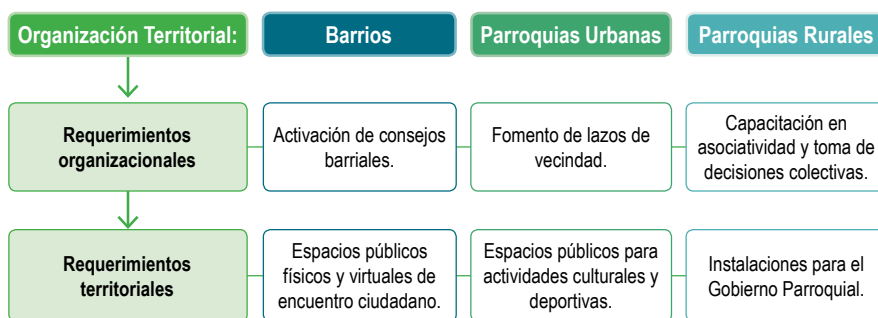 Organización Territorial:
Barrios
Parroquias Urbanas
Parroquias Rurales
Requerimientos
organizacionales
Activación de consejos
barriales.
Fomento de lazos de
vecindad.
Capacitación en
asociatividad y toma de
decisiones colectivas.
Requerimientos
territoriales
Espacios públicos
físicos y virtuales de
encuentro ciudadano.
Espacios públicos para
actividades culturales y
deportivas.
Instalaciones para el
Gobierno Parroquial.